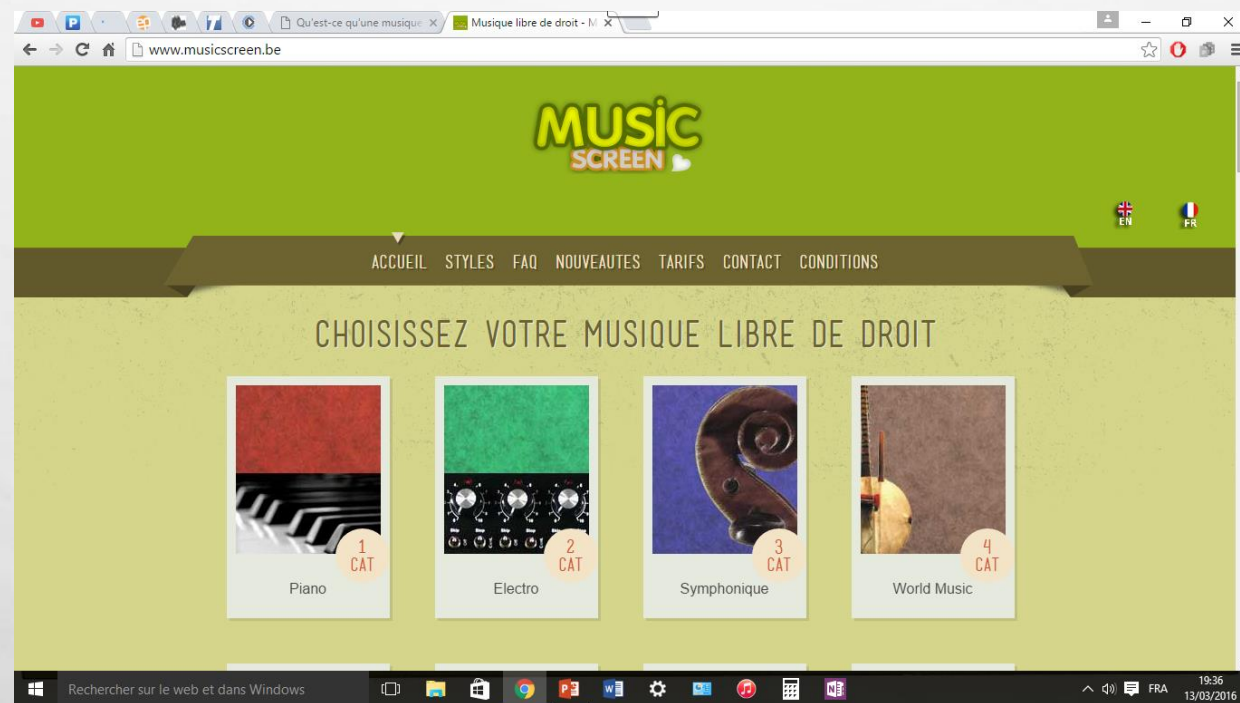 Qu'est-ce qu'une musique
Musique libre de droit - M
www.musicscreen.be
MUSIC
SCREEN
EN
FR
ACCUEIL STYLES FAQ NOUVEAUTES TARIFS CONTACT CONDITIONS
CHOISISSEZ VOTRE MUSIQUE LIBRE DE DROIT
1
CAT
Piano
2
CAT
Electro
3
CAT
Symphonique
4
CAT
World Music
Rechercher sur le web et dans Windows
FRA
19:36
13/03/2016